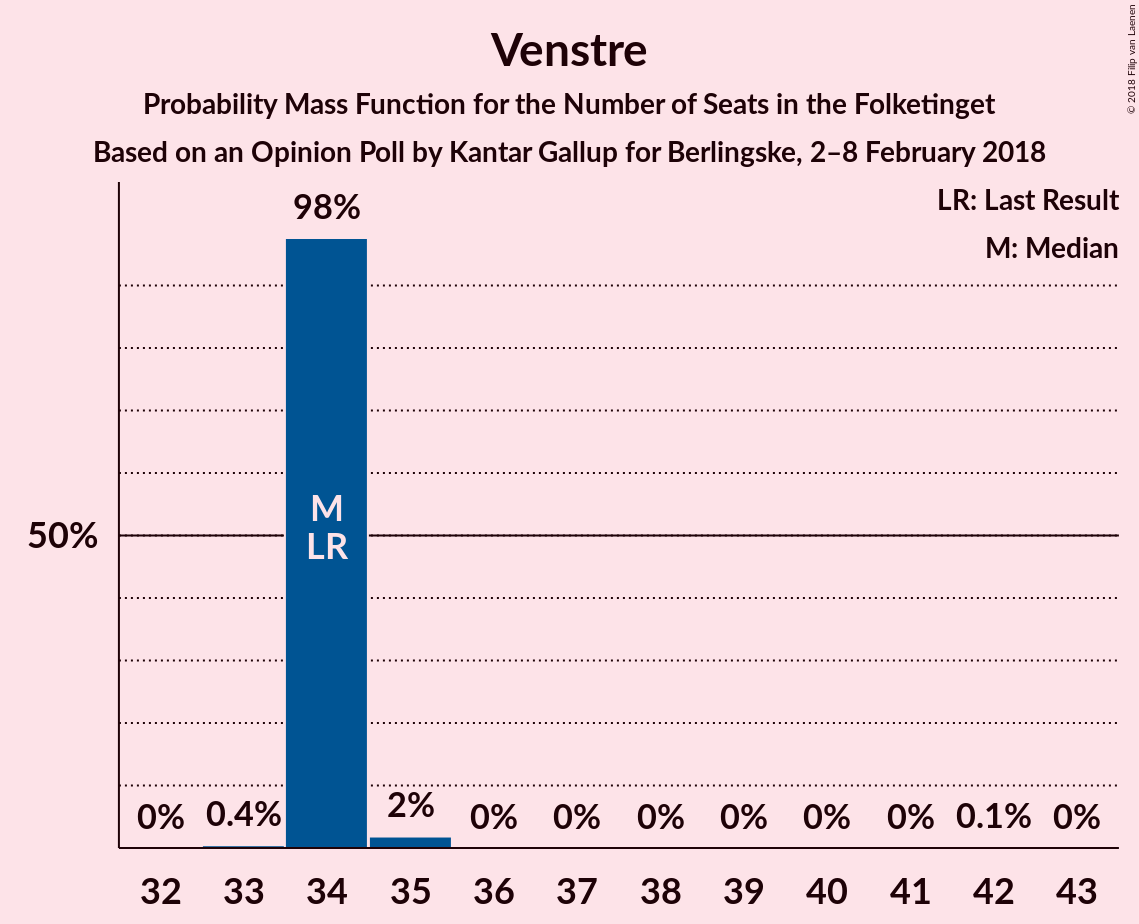 Venstre
Probability Mass Function for the Number of Seats in the Folketinget
Based on an Opinion Poll by Kantar Gallup for Berlingske, 2–8 February 2018
© 2018 Filip van Laenen
LR: Last Result
M: Median
98%
M
LR
50%
0% 0.4% 2% 0% 0% 0% 0% 0% 0% 0.1% 0%
32 33 34 35 36 37 38 39 40 41 42 43